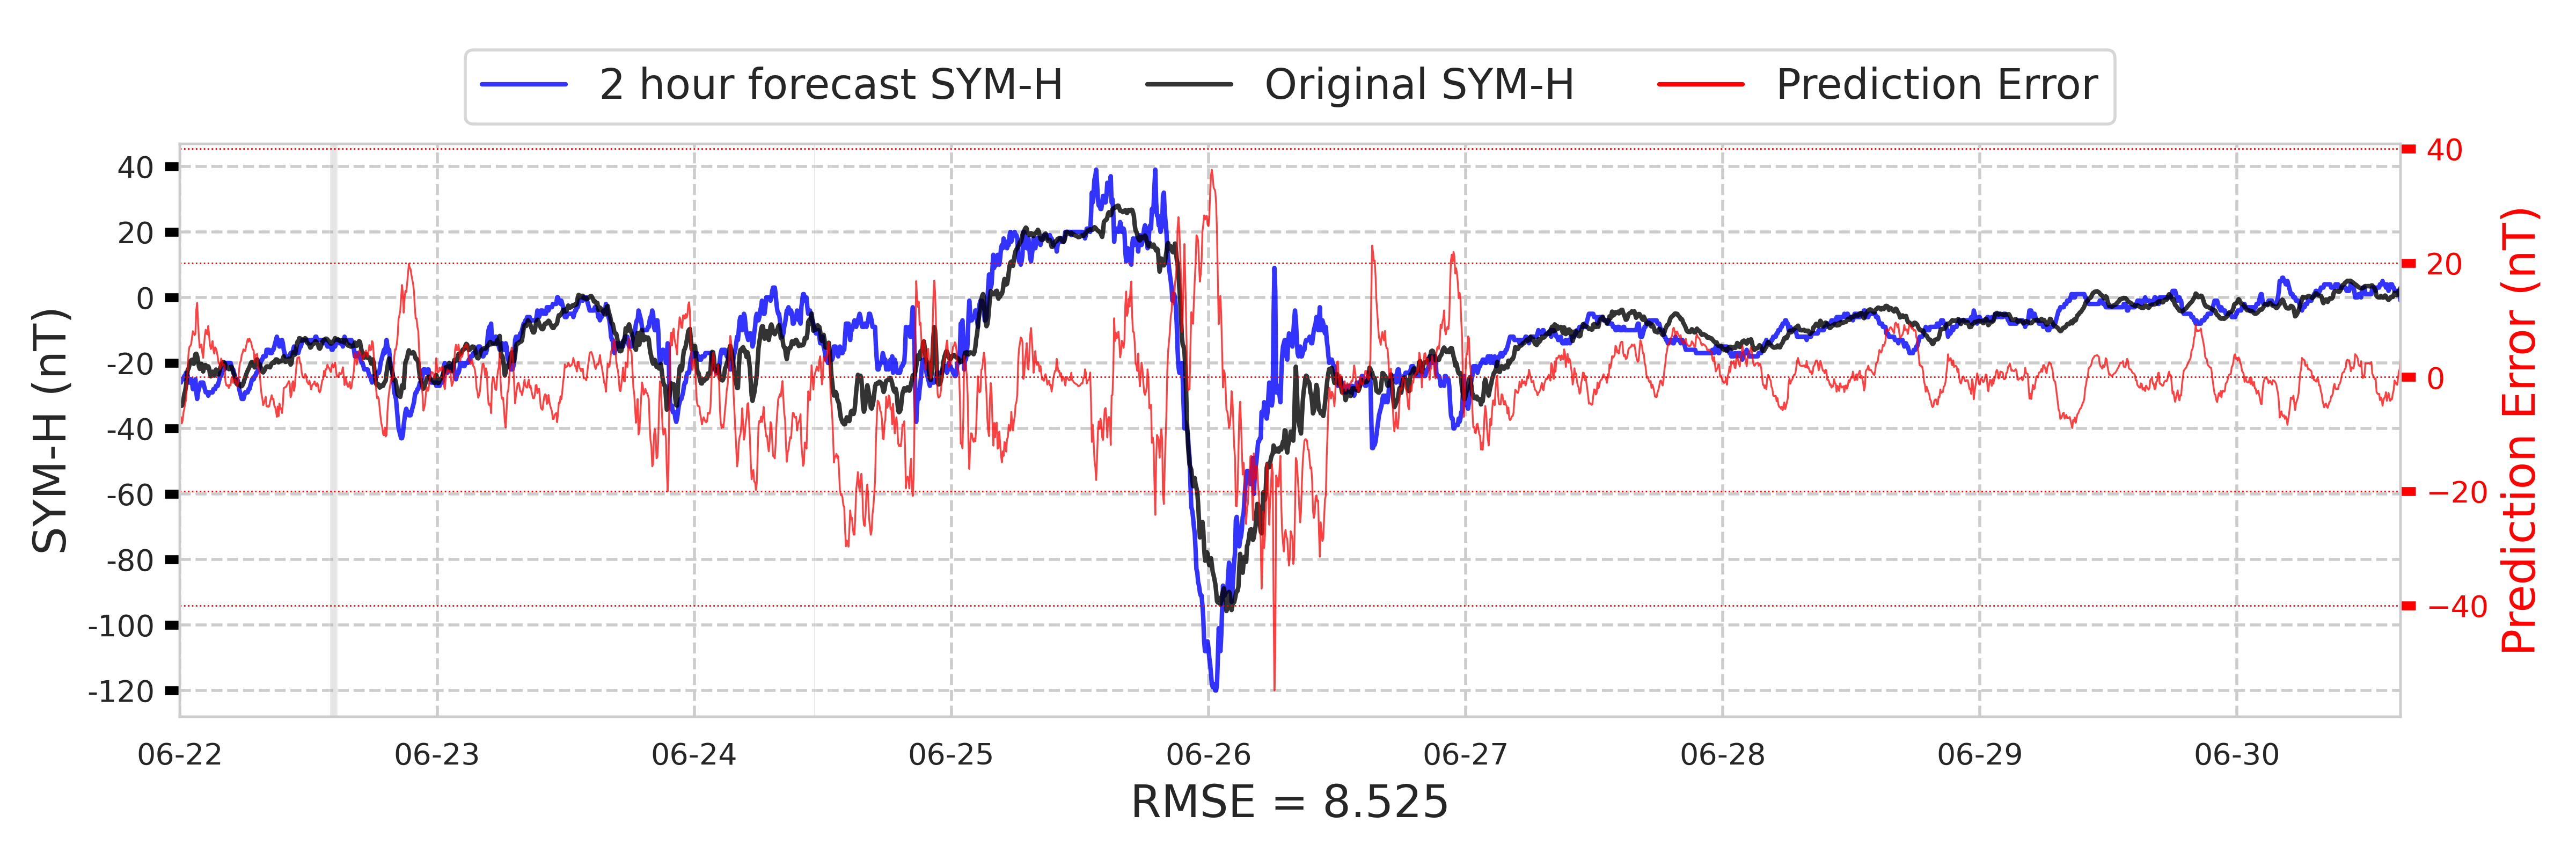 2 hour forecast SYM-H Original SYM-H Prediction Error
SYM-H (nT)
40
20
0
-20
-40
-60
-80
-100
-120
40
20
0
−20
−40
Prediction Error (nT)
06-22 06-23 06-24 06-25 06-26 06-27 06-28 06-29 06-30
RMSE = 8.525